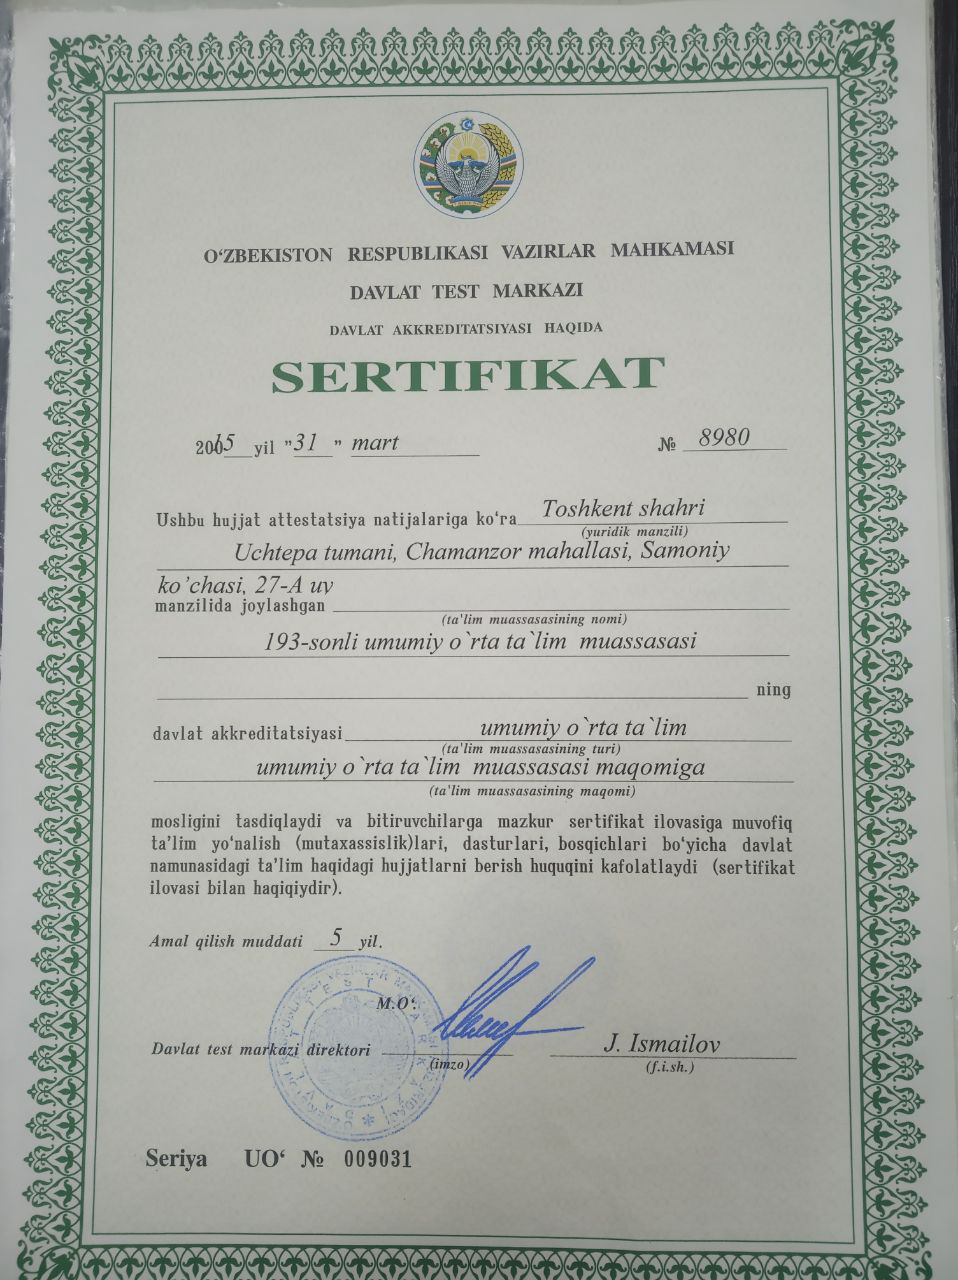 O‘ZBEKISTON RESPUBLIKASI VAZIRLAR MAHKAMASI
DAVLAT TEST MARKAZI
DAVLAT AKKREDITATSIYASI HAQIDA
SERTIFIKAT
2015 yil "31" mart № 8980
Ushbu hujjat attestatsiya natijalariga ko‘ra Toshkent shahri
(yuridik manzili)
Uchtepa tumani, Chamanzor mahallasi, Samoniy
ko’chasi, 27-A uy
manzilida joylashgan
(ta'lim muassasasining nomi)
193-sonli umumiy o`rta ta`lim muassasasi
ning
davlat akkreditatsiyasi umumiy o`rta ta`lim
(ta'lim muassasasining turi)
umumiy o`rta ta`lim muassasasi maqomiga
(ta'lim muassasasining maqomi)
mosligini tasdiqlaydi va bitiruvchilarga mazkur sertifikat ilovasiga muvofiq
ta’lim yo‘nalish (mutaxassislik)lari, dasturlari, bosqichlari bo‘yicha davlat
namunasidagi ta’lim haqidagi hujjatlarni berish huquqini kafolatlaydi (sertifikat
ilovasi bilan haqiqiydir).
Amal qilish muddati 5 yil.
M.O‘.
Davlat test markazi direktori J. Ismailov
(imzo) (f.i.sh.)
Seriya UO‘ № 009031